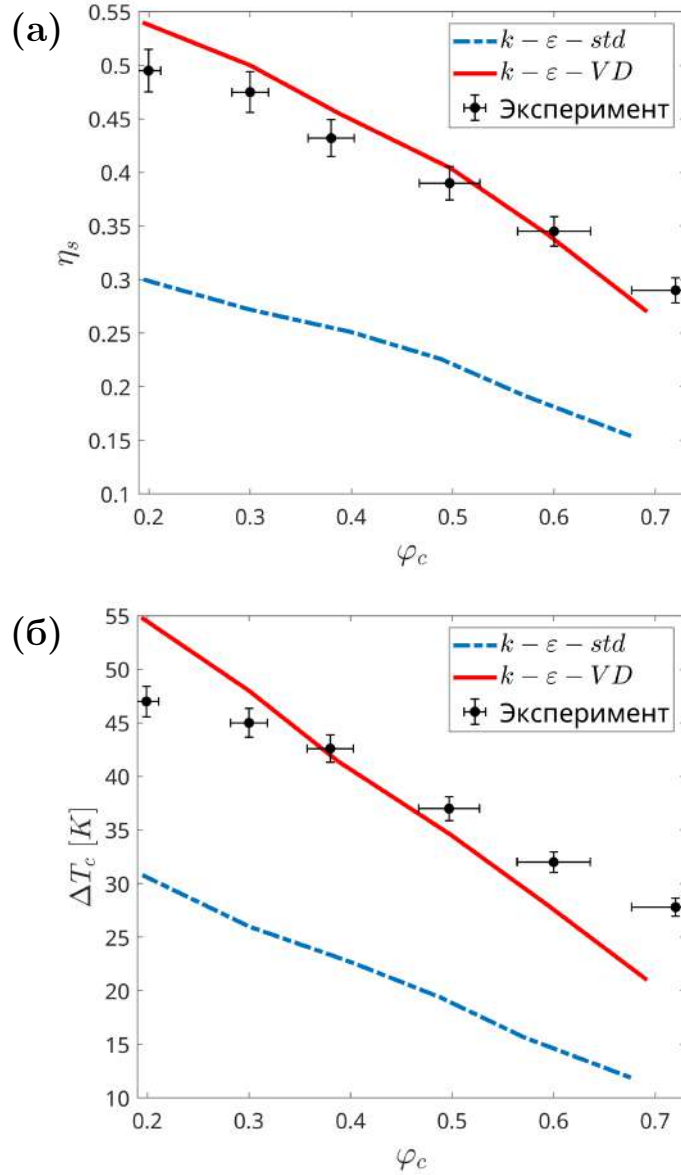 (а)
0.55
0.5
0.45
0.4
0.35
0.3
0.25
0.2
0.15
0.1
η_s
k − ε − std
k − ε − VD
Эксперимент
0.2 0.3 0.4 0.5 0.6 0.7
φ_c
(б)
55
50
45
40
35
30
25
20
15
10
ΔT_c [K]
k − ε − std
k − ε − VD
Эксперимент
0.2 0.3 0.4 0.5 0.6 0.7
φ_c